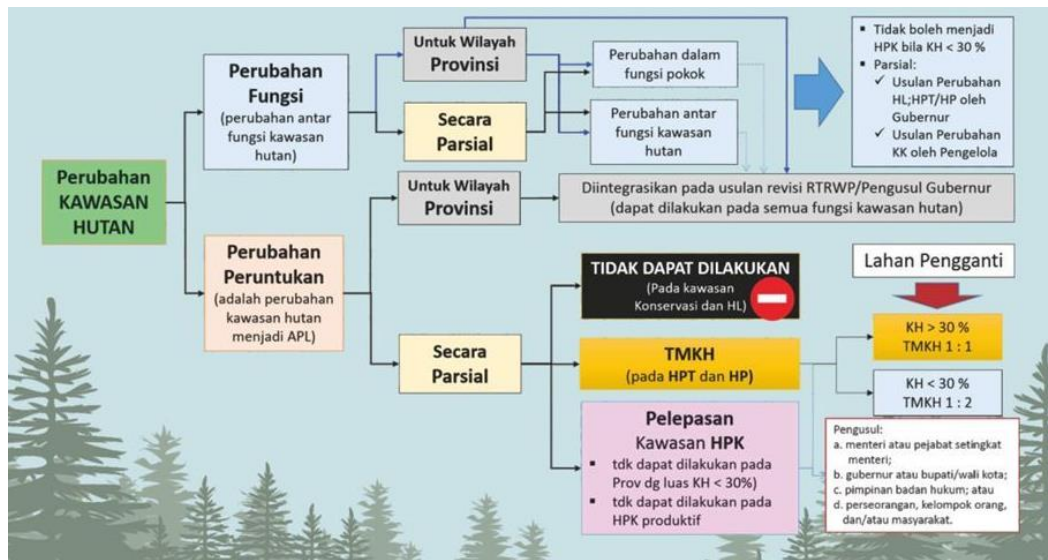 Perubahan
KAWASAN
HUTAN
Perubahan
Fungsi
(perubahan antar
fungsi kawasan
hutan)
Untuk Wilayah
Provinsi
Secara
Parsial
Perubahan dalam
fungsi pokok
Perubahan antar
fungsi kawasan
hutan
▪ Tidak boleh menjadi
HPK bila KH < 30 %
▪ Parsial:
✓ Usulan Perubahan
HL;HPT/HP oleh
Gubernur
✓ Usulan Perubahan
KK oleh Pengelola
Perubahan
Peruntukan
(adalah perubahan
kawasan hutan
menjadi APL)
Untuk Wilayah
Provinsi
Diintegrasikan pada usulan revisi RTRWP/Pengusul Gubernur
(dapat dilakukan pada semua fungsi kawasan hutan)
Secara
Parsial
TIDAK DAPAT DILAKUKAN
(Pada kawasan
Konservasi dan HL)
TMKH
(pada HPT dan HP)
Pelepasan
Kawasan HPK
▪ tdk dapat dilakukan pada
Prov dg luas KH < 30%)
▪ tdk dapat dilakukan pada
HPK produktif
Lahan Pengganti
KH > 30 %
TMKH 1 : 1
KH < 30 %
TMKH 1 : 2
Pengusul:
a. menteri atau pejabat setingkat
menteri;
b. gubernur atau bupati/wali kota;
c. pimpinan badan hukum; atau
d. perseorangan, kelompok orang,
dan/atau masyarakat.